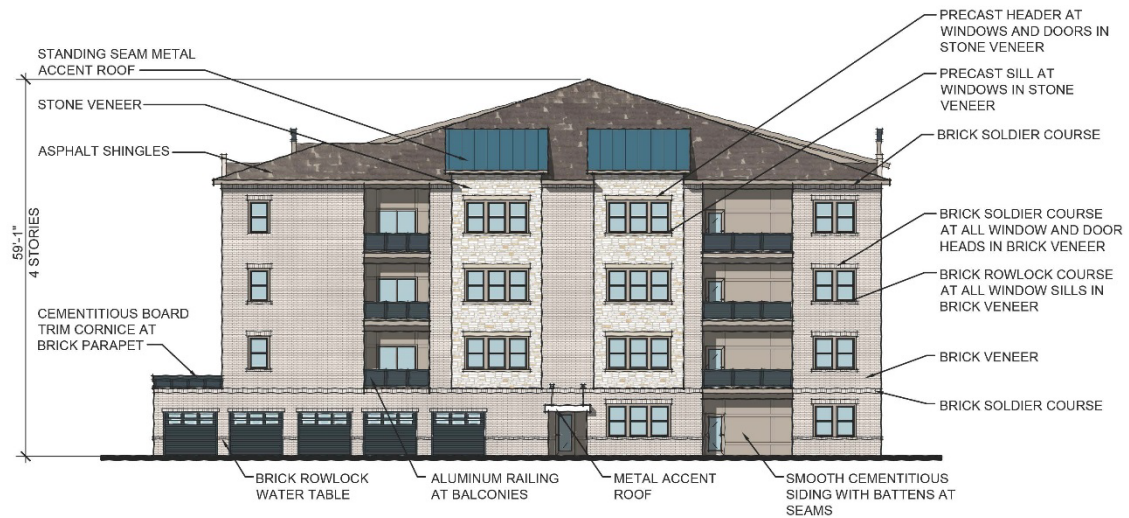 STANDING SEAM METAL
ACCENT ROOF
STONE VENEER
ASPHALT SHINGLES
59'-1"
4 STORIES
CEMENTITIOUS BOARD
TRIM CORNICE AT
BRICK PARAPET
PRECAST HEADER AT
WINDOWS AND DOORS IN
STONE VENEER
PRECAST SILL AT
WINDOWS IN STONE
VENEER
BRICK SOLDIER COURSE
BRICK SOLDIER COURSE
AT ALL WINDOW AND DOOR
HEADS IN BRICK VENEER
BRICK ROWLOCK COURSE
AT ALL WINDOW SILLS IN
BRICK VENEER
BRICK VENEER
BRICK SOLDIER COURSE
BRICK ROWLOCK
WATER TABLE
ALUMINUM RAILING
AT BALCONIES
METAL ACCENT
ROOF
SMOOTH CEMENTITIOUS
SIDING WITH BATTENS AT
SEAMS